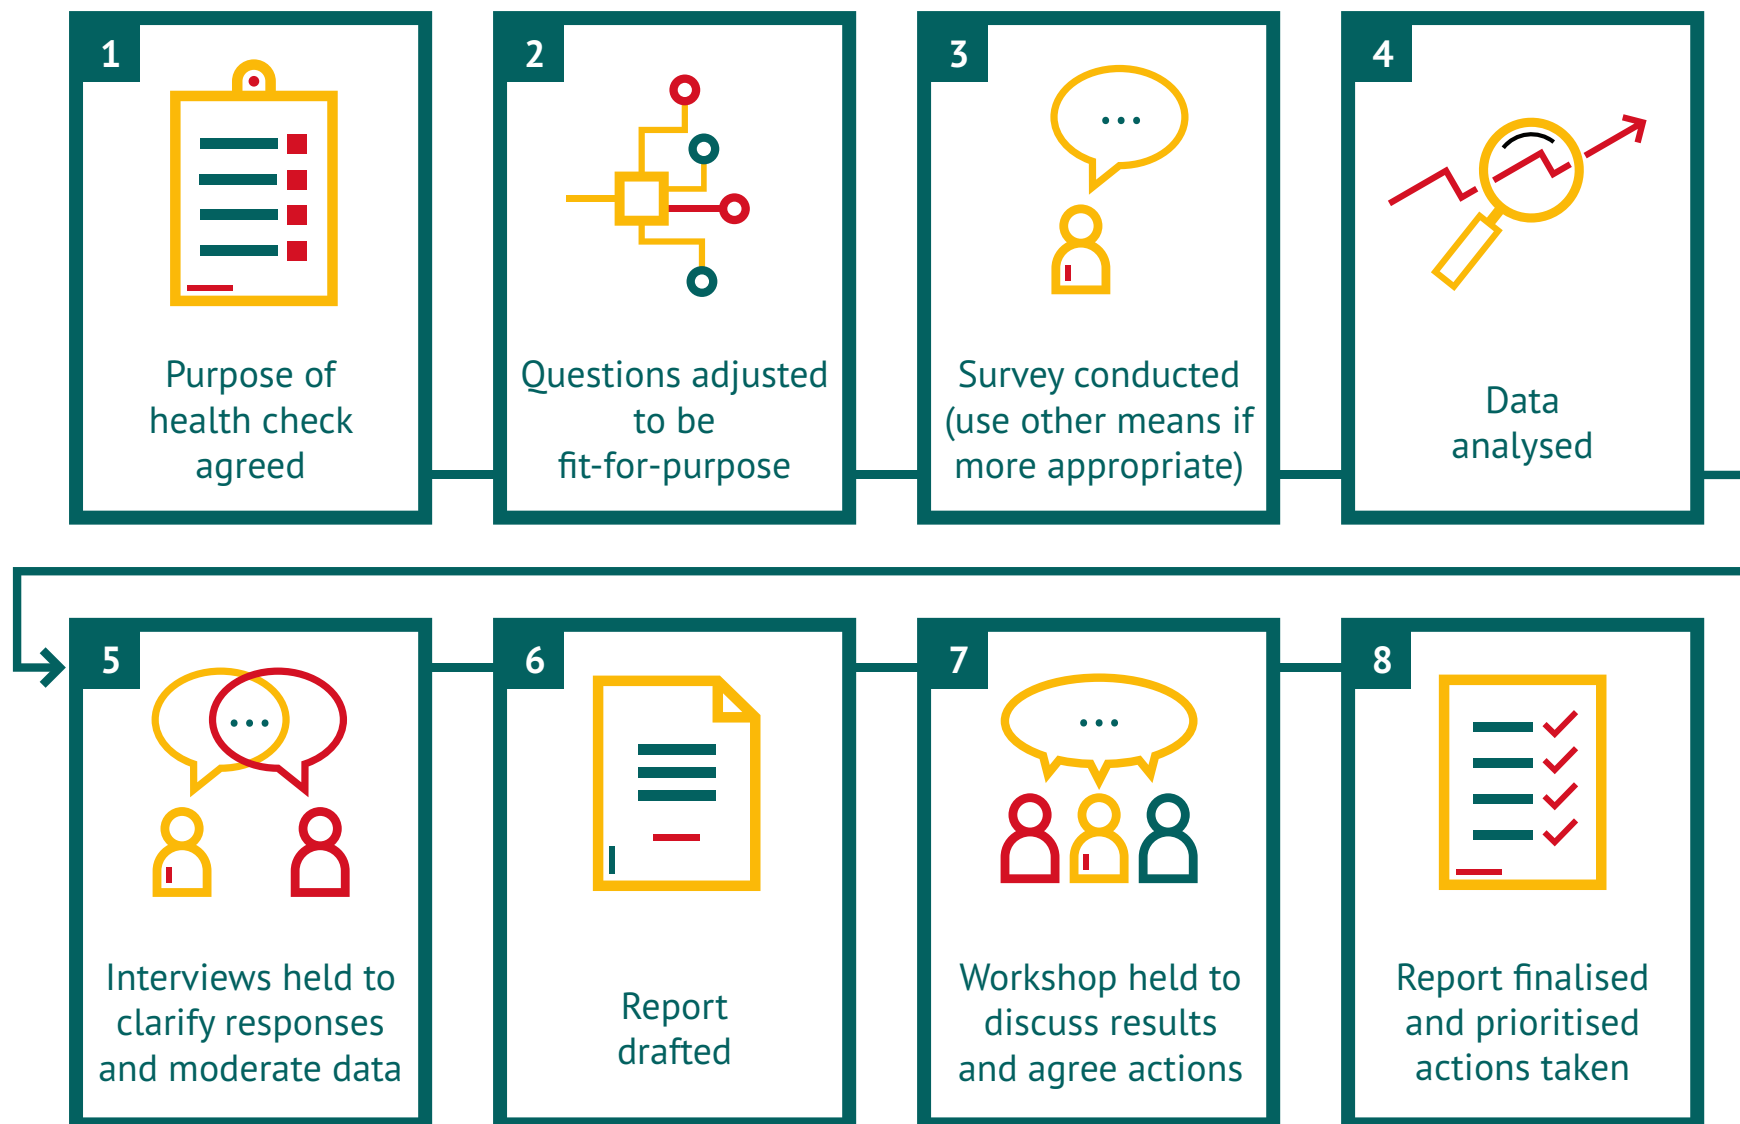 1
Purpose of
health check
agreed
2
Questions adjusted
to be
fit-for-purpose
3
Survey conducted
(use other means if
more appropriate)
4
Data
analysed
5
Interviews held to
clarify responses
and moderate data
6
Report
drafted
7
Workshop held to
discuss results
and agree actions
8
Report finalised
and prioritised
actions taken